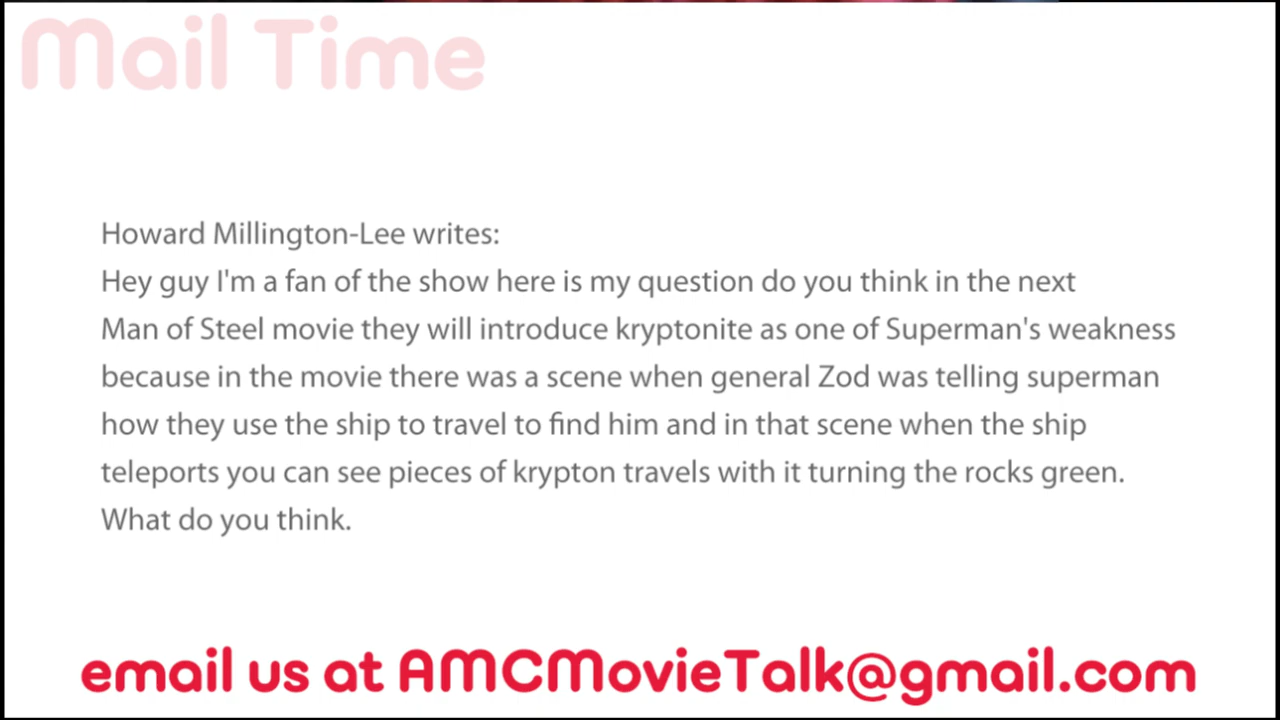 Mail Time
Howard Millington-Lee writes:
Hey guy I'm a fan of the show here is my question do you think in the next
Man of Steel movie they will introduce kryptonite as one of Superman's weakness
because in the movie there was a scene when general Zod was telling superman
how they use the ship to travel to find him and in that scene when the ship
teleports you can see pieces of krypton travels with it turning the rocks green.
What do you think.
email us at AMCMovieTalk@gmail.com